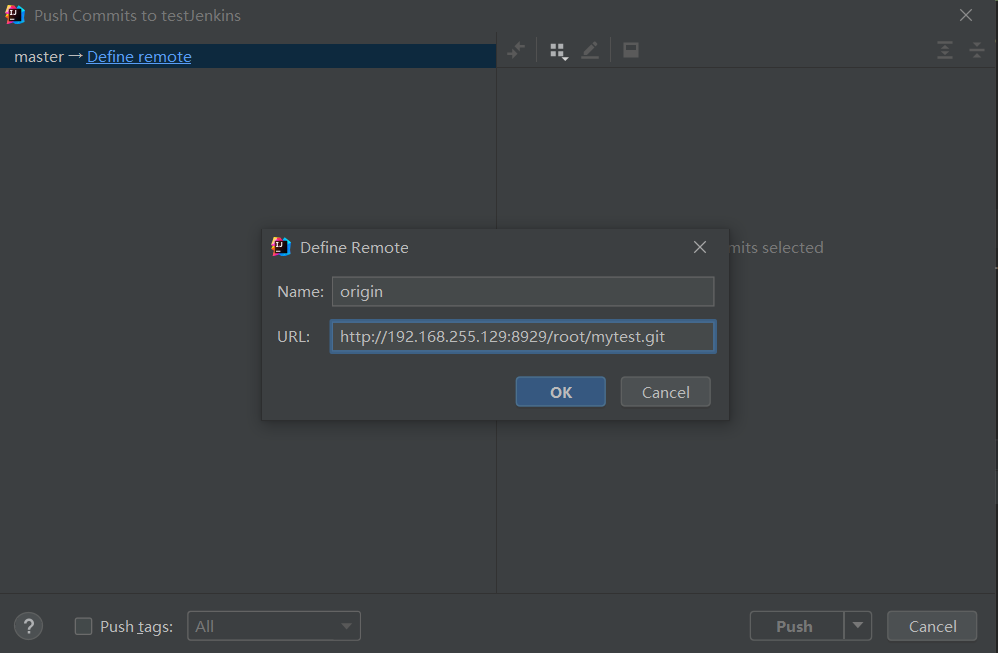 Push Commits to testJenkins
master → Define remote
Define Remote
mits selected
Name: origin
URL: http://192.168.255.129:8929/root/mytest.git
OK Cancel
? Push tags: All Push Cancel